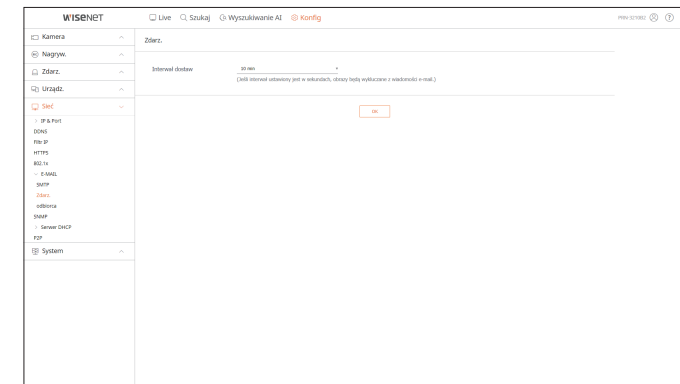 WISENET
Live Szukaj Wyszukiwanie AI Konfig
Kamera
Nagryw.
Zdarz.
Urządz.
Sieć
IP & Port
DDNS
Filtr IP
HTTPS
802.1x
E-MAIL
SMTP
Zdarz.
odbiorca
SNMP
Serwer DHCP
P2P
System
Zdarz.
Interwał dostaw 10 min
(Jeśli interwał ustawiony jest w sekundach, obrazy będą wykluczane z wiadomości e-mail.)
OK